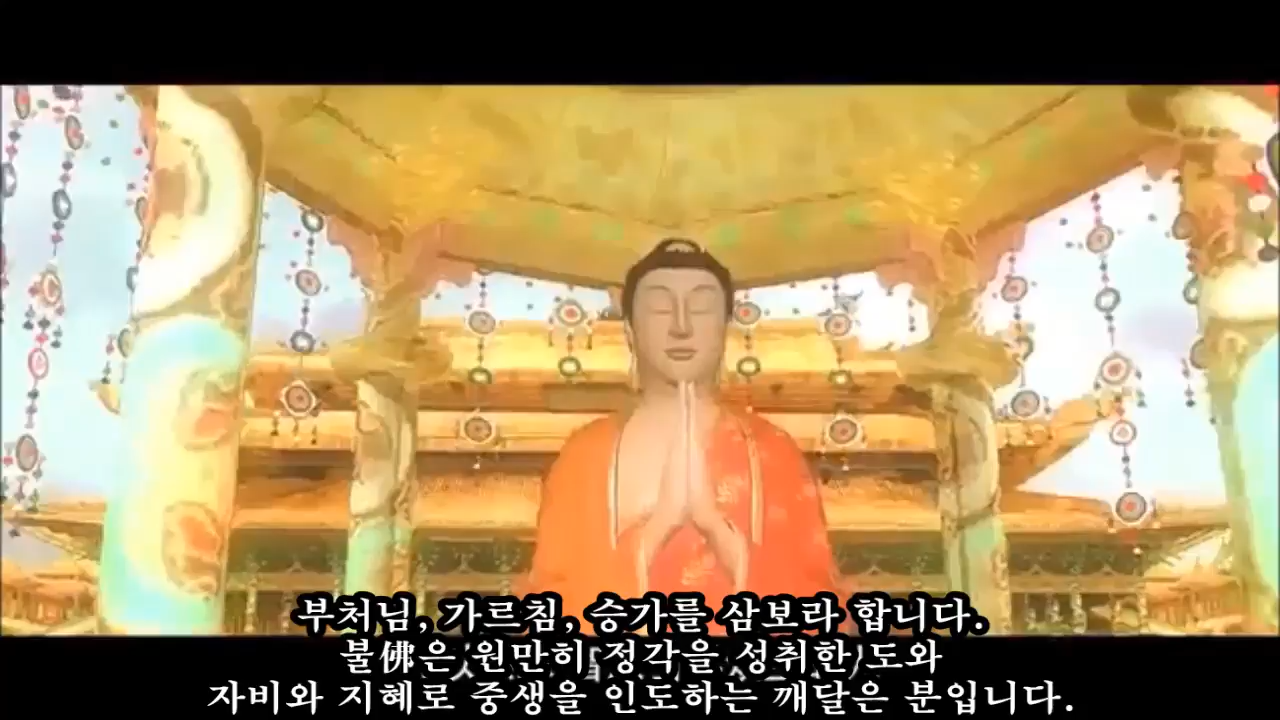 부처님, 가르침, 승가를 삼보라 합니다.
불佛은 원만히 정각을 성취한 도와
자비와 지혜로 중생을 인도하는 깨달은 분입니다.